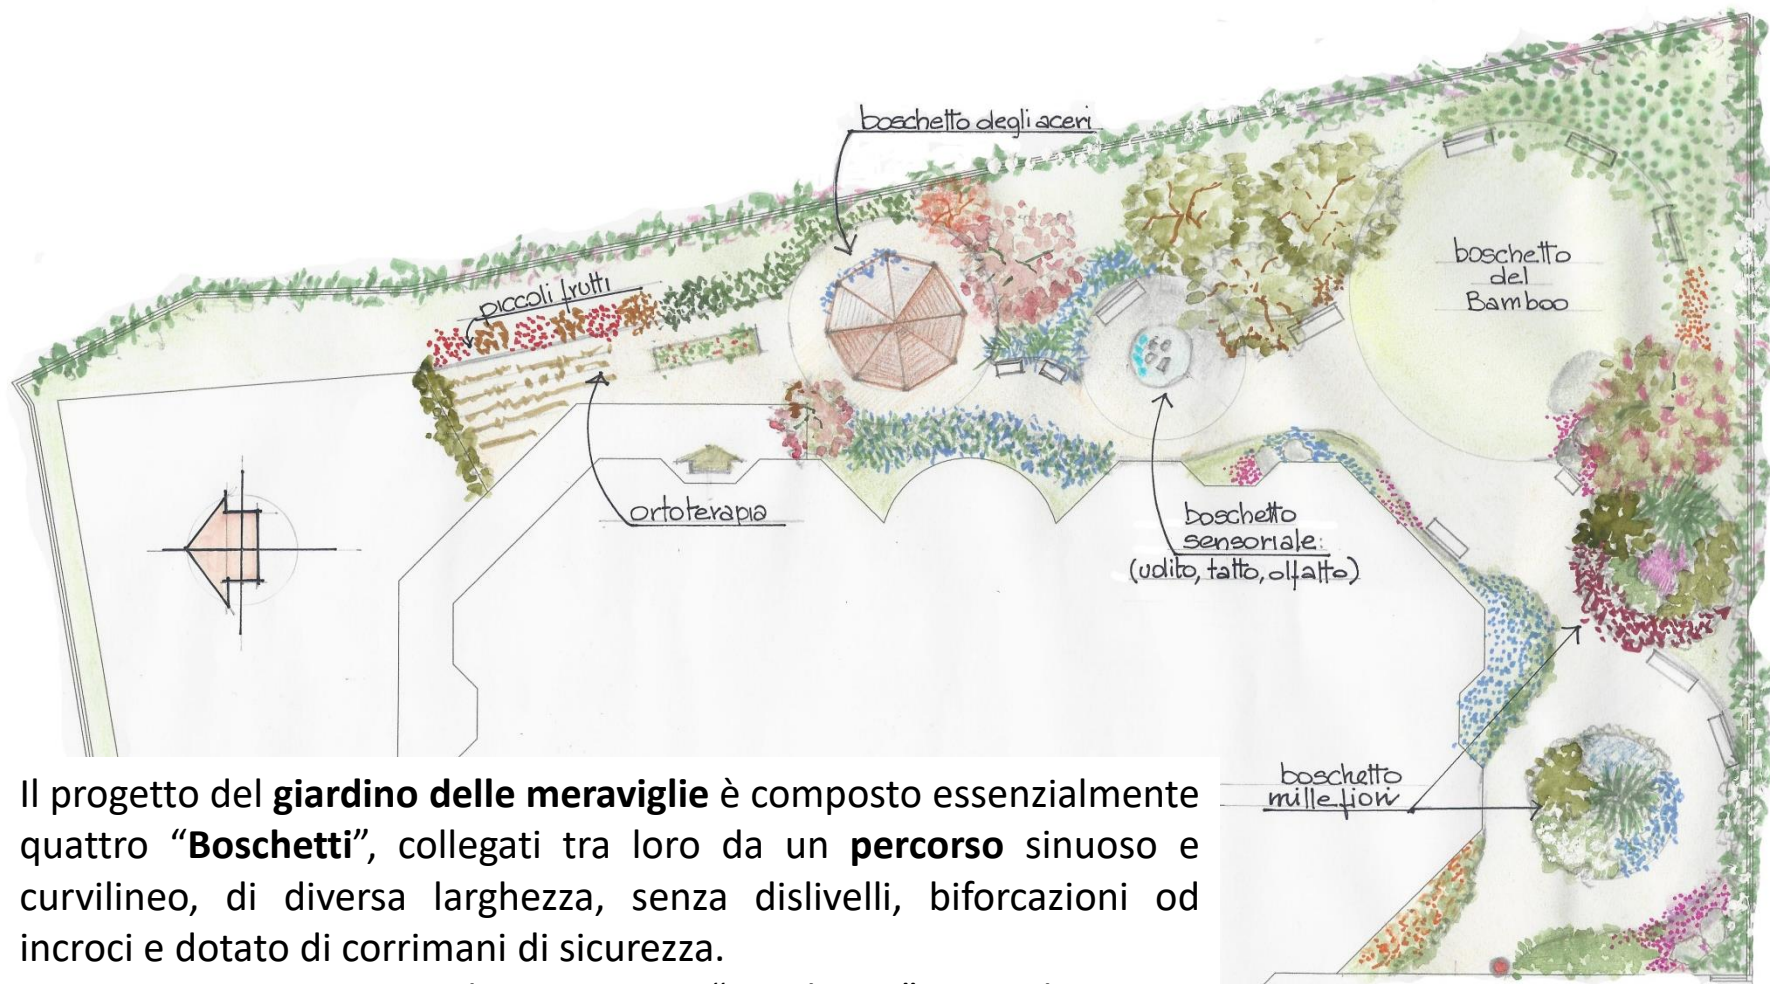 boschetto degli aceri
piccoli frutti
boschetto
del
Bamboo
ortoterapia
boschetto
sensoriale:
(udito, tatto, olfatto)
boschetto
mille fiori
Il progetto del giardino delle meraviglie è composto essenzialmente
quattro “Boschetti”, collegati tra loro da un percorso sinuoso e
curvilineo, di diversa larghezza, senza dislivelli, biforcazioni od
incroci e dotato di corrimani di sicurezza.